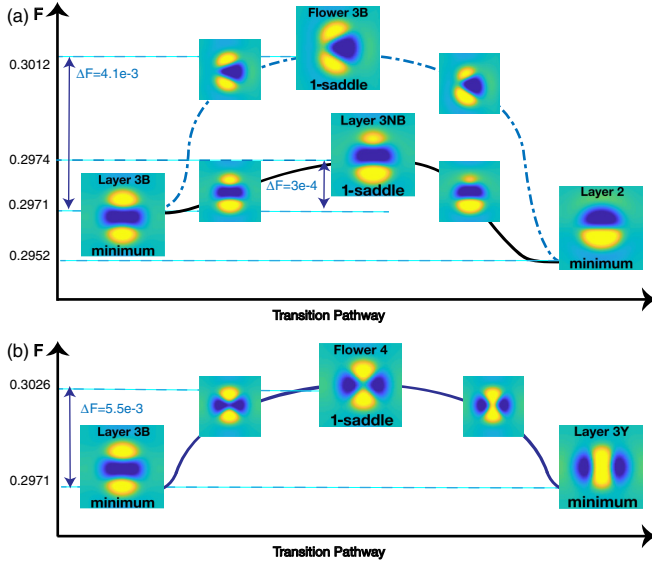 (a) F
Flower 3B
1-saddle
0.3012
ΔF=4.1e-3
Layer 3NB
1-saddle
0.2974
ΔF=3e-4
Layer 3B
minimum
0.2971
Layer 2
minimum
0.2952
Transition Pathway
(b) F
Flower 4
1-saddle
0.3026
ΔF=5.5e-3
Layer 3B
minimum
Layer 3Y
minimum
0.2971
Transition Pathway